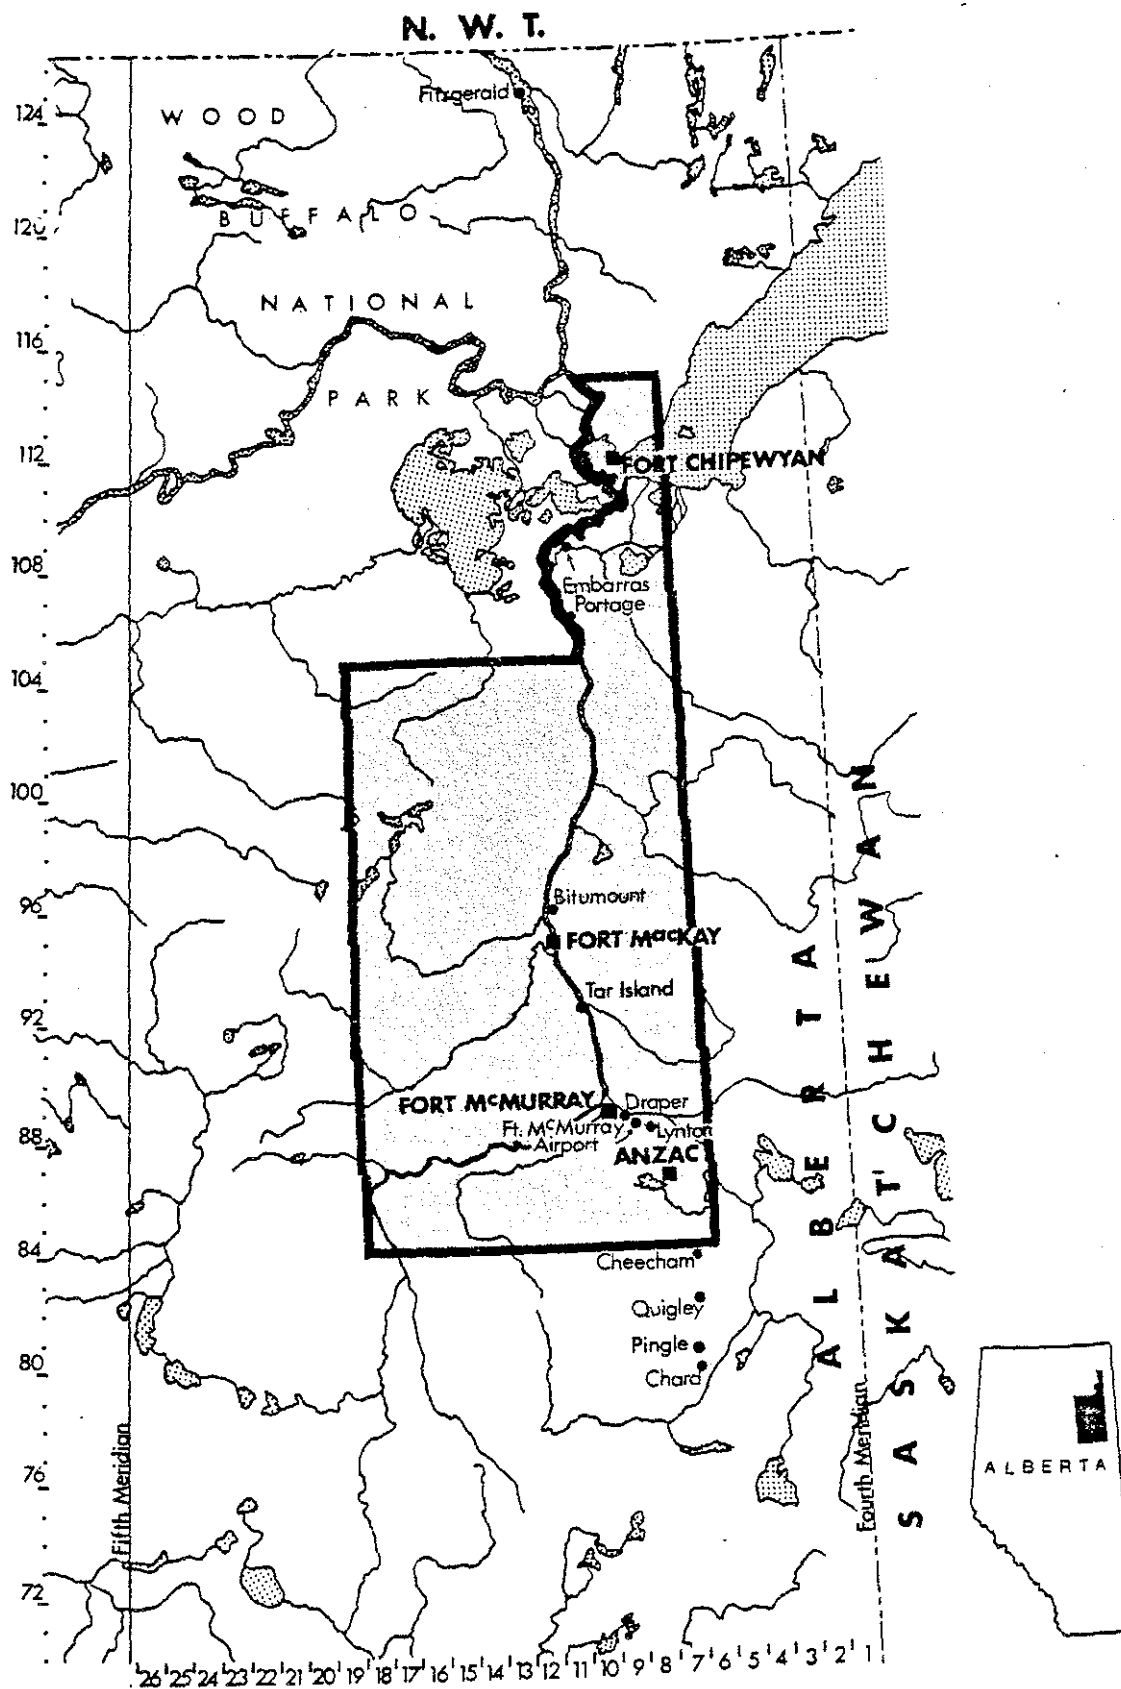 N. W. T.
Fitzgerald
124
WOOD
120
BUFFALO
NATIONAL
116
PARK
112
FORT CHIPEWYAN
108
Embarras
Portage
104
100
96
Bitumount
FORT MacKAY
Tar Island
92
FORT McMURRAY
Draper
Ft. McMurray
Airport
Lynton
88
ANZAC
84
Cheecham
Quigley
Pingle
80
Chard
ALBERTA
SASKATCHEWAN
Fifth Meridian
Fourth Meridian
76
ALBERTA
72
26 25 24 23 22 21 20 19 18 17 16 15 14 13 12 11 10 9 8 7 6 5 4 3 2 1